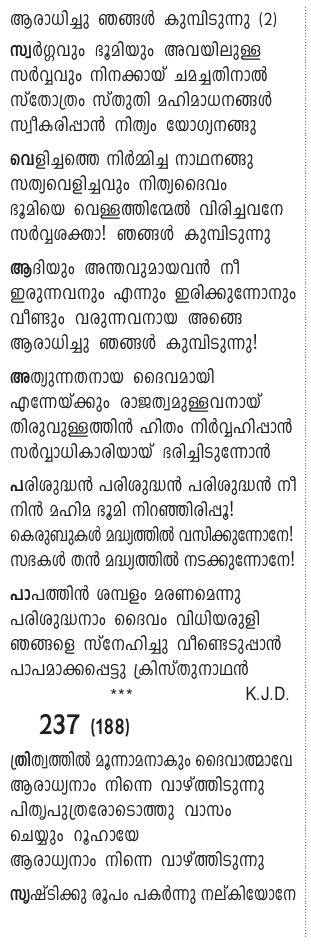 ആരാധിച്ചു ഞങ്ങൾ കുമ്പിടുന്നു (2)
സ്വർഗ്ഗവും ഭൂമിയും അവയിലുള്ള
സർവ്വവും നിനക്കായ് ചമച്ചതിനാൽ
സ്തോത്രം സ്തുതി മഹിമാധനങ്ങൾ
സ്വീകരിപ്പാൻ നിത്യം യോഗ്യനങ്ങു
വെളിച്ചത്തെ നിർമ്മിച്ച നാഥനങ്ങു
സത്യവെളിച്ചവും നിത്യദൈവം
ഭൂമിയെ വെള്ളത്തിന്മേൽ വിരിച്ചവനേ
സർവ്വശക്താ! ഞങ്ങൾ കുമ്പിടുന്നു
ആദിയും അന്തവുമായവൻ നീ
ഇരുന്നവനും എന്നും ഇരിക്കുന്നോനും
വീണ്ടും വരുന്നവനായ അങ്ങെ
ആരാധിച്ചു ഞങ്ങൾ കുമ്പിടുന്നു!
അത്യുന്നതനായ ദൈവമായി
എന്നേയ്ക്കും രാജത്വമുള്ളവനായ്
തിരുവുള്ളത്തിൻ ഹിതം നിർവ്വഹിപ്പാൻ
സർവ്വാധികാരിയായ് ഭരിച്ചിടുന്നോൻ
പരിശുദ്ധൻ പരിശുദ്ധൻ പരിശുദ്ധൻ നീ
നിൻ മഹിമ ഭൂമി നിറഞ്ഞിരിപ്പൂ!
കെരുബുകൾ മദ്ധ്യത്തിൽ വസിക്കുന്നോനേ!
സഭകൾ തൻ മദ്ധ്യത്തിൽ നടക്കുന്നോനേ!
പാപത്തിൻ ശമ്പളം മരണമെന്നു
പരിശുദ്ധനാം ദൈവം വിധിയരുളി
ഞങ്ങളെ സ്നേഹിച്ചു വീണ്ടെടുപ്പാൻ
പാപമാക്കപ്പെട്ടു ക്രിസ്തുനാഥൻ
*** K.J.D.
237 (188)
ത്രിത്വത്തിൽ മൂന്നാമനാകും ദൈവാത്മാവേ
ആരാധ്യനാം നിന്നെ വാഴ്ത്തിടുന്നു
പിതൃപുത്രരോടൊത്തു വാസം
ചെയ്യും റൂഹായേ
ആരാധ്യനാം നിന്നെ വാഴ്ത്തിടുന്നു
സൃഷ്ടിക്കു രൂപം പകർന്നു നല്കിയോനേ